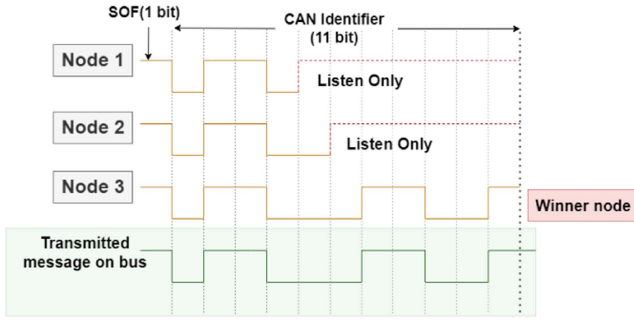 SOF(1 bit)
CAN Identifier
(11 bit)
Node 1
Listen Only
Node 2
Listen Only
Node 3
Winner node
Transmitted
message on bus